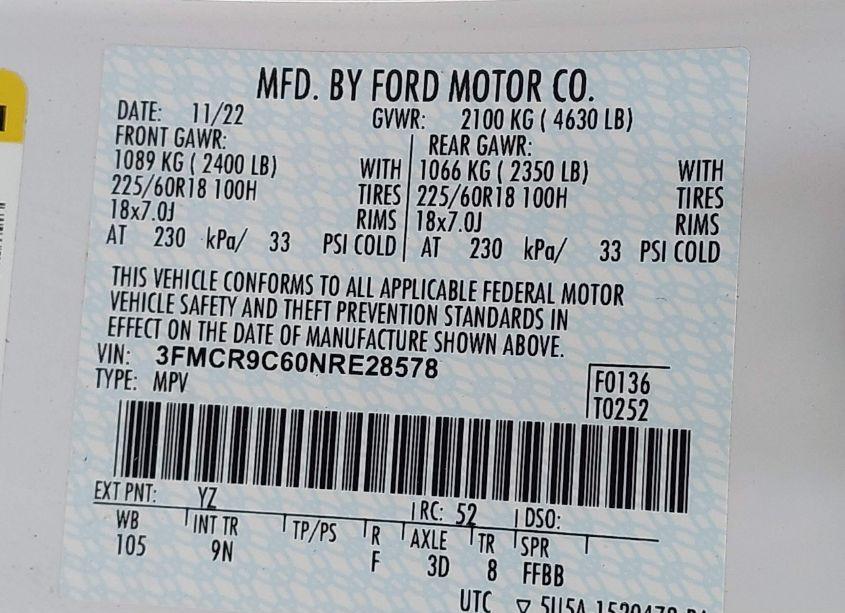 MFD. BY FORD MOTOR CO.
DATE: 11/22 GVWR: 2100 KG ( 4630 LB)
FRONT GAWR: REAR GAWR:
1089 KG ( 2400 LB) WITH 1066 KG ( 2350 LB) WITH
225/60R18 100H TIRES 225/60R18 100H TIRES
18x7.0J RIMS 18x7.0J RIMS
AT 230 kPa/ 33 PSI COLD AT 230 kPa/ 33 PSI COLD
THIS VEHICLE CONFORMS TO ALL APPLICABLE FEDERAL MOTOR
VEHICLE SAFETY AND THEFT PREVENTION STANDARDS IN
EFFECT ON THE DATE OF MANUFACTURE SHOWN ABOVE.
VIN: 3FMCR9C60NRE28578
TYPE: MPV
F0136
T0252
EXT PNT: YZ RC: 52 DSO:
WB INT TR TP/PS R AXLE TR SPR
105 9N F 3D 8 FFBB
UTC